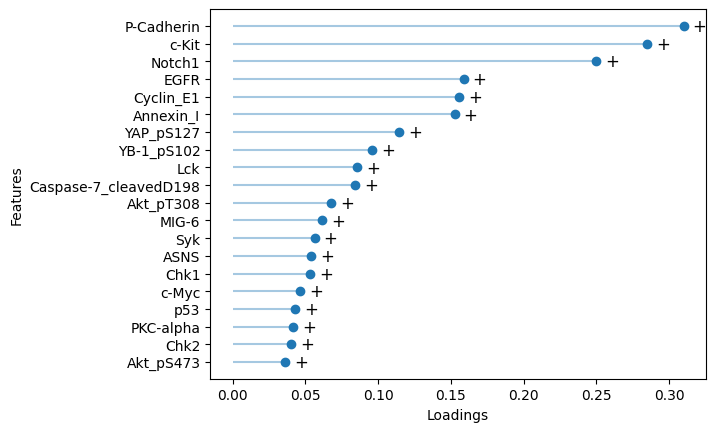 P-Cadherin +
c-Kit +
Notch1 +
EGFR +
Cyclin_E1 +
Annexin_I +
YAP_pS127 +
YB-1_pS102 +
Lck +
Caspase-7_cleavedD198 +
Akt_pT308 +
MIG-6 +
Syk +
ASNS +
Chk1 +
c-Myc +
p53 +
PKC-alpha +
Chk2 +
Akt_pS473 +
Features
0.00 0.05 0.10 0.15 0.20 0.25 0.30
Loadings